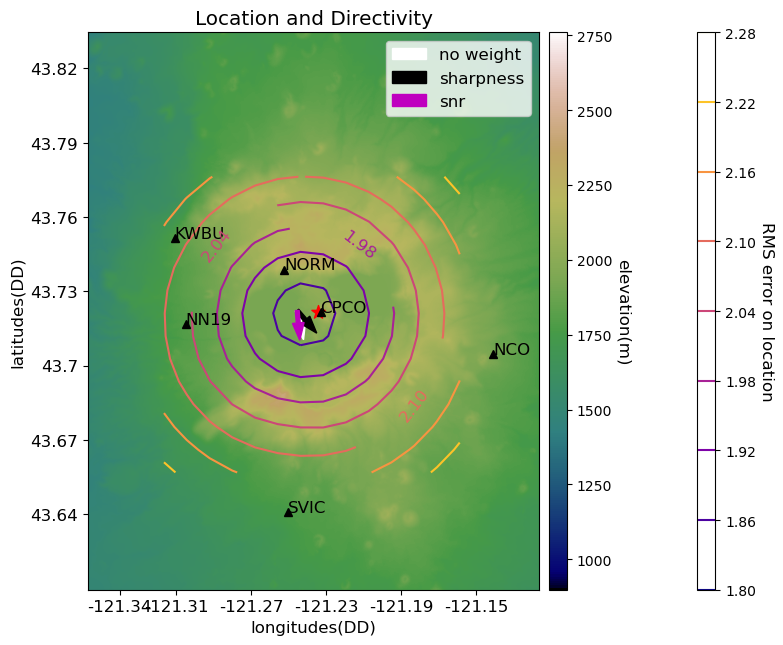 Location and Directivity
no weight
sharpness
snr
43.82
43.79
43.76
43.73
43.7
43.67
43.64
latitudes(DD)
KWBU
2.04
1.98
NORM
CPCO
NN19
NCO
2.10
SVIC
-121.34
-121.31
-121.27
-121.23
-121.19
-121.15
longitudes(DD)
2750
2500
2250
2000
1750
1500
1250
1000
elevation(m)
2.28
2.22
2.16
2.10
2.04
1.98
1.92
1.86
1.80
RMS error on location